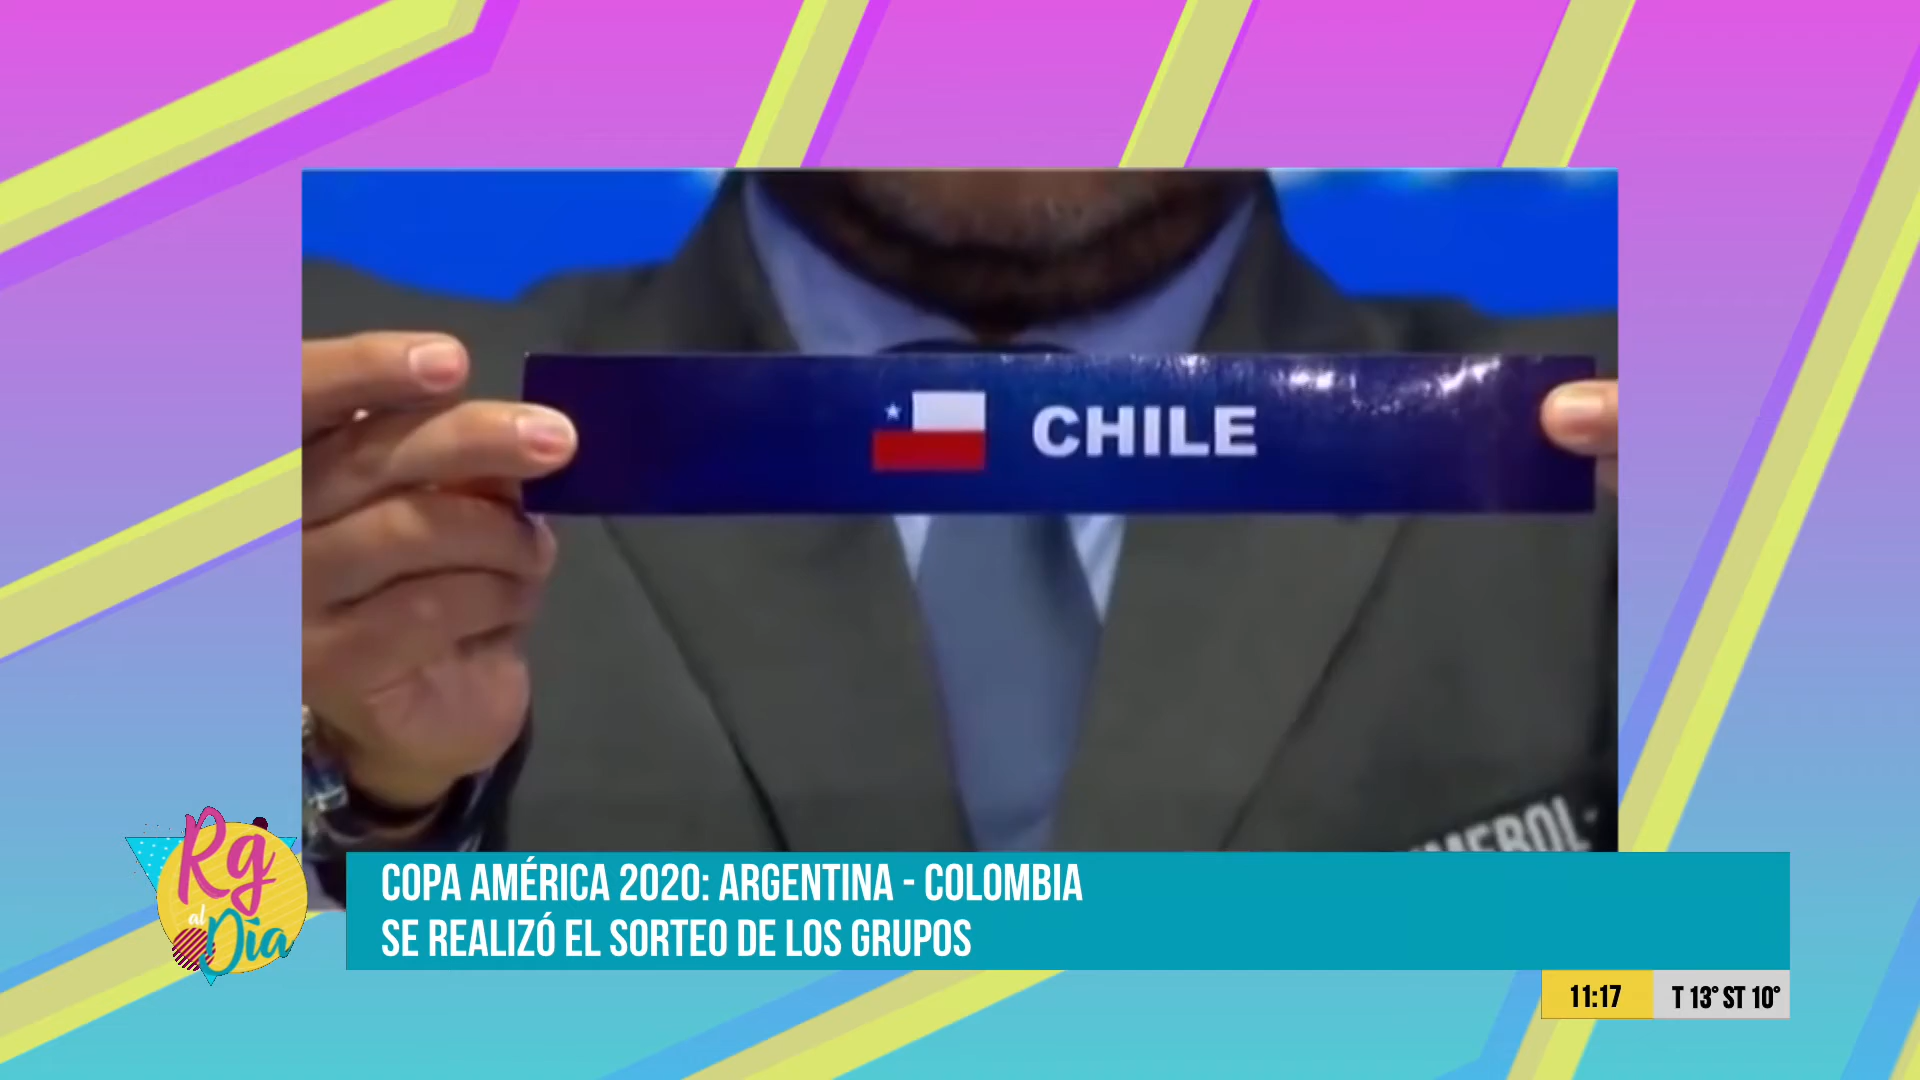 CHILE
Rg
al
Día
COPA AMÉRICA 2020: ARGENTINA - COLOMBIA
SE REALIZÓ EL SORTEO DE LOS GRUPOS
11:17 T 13° ST 10°